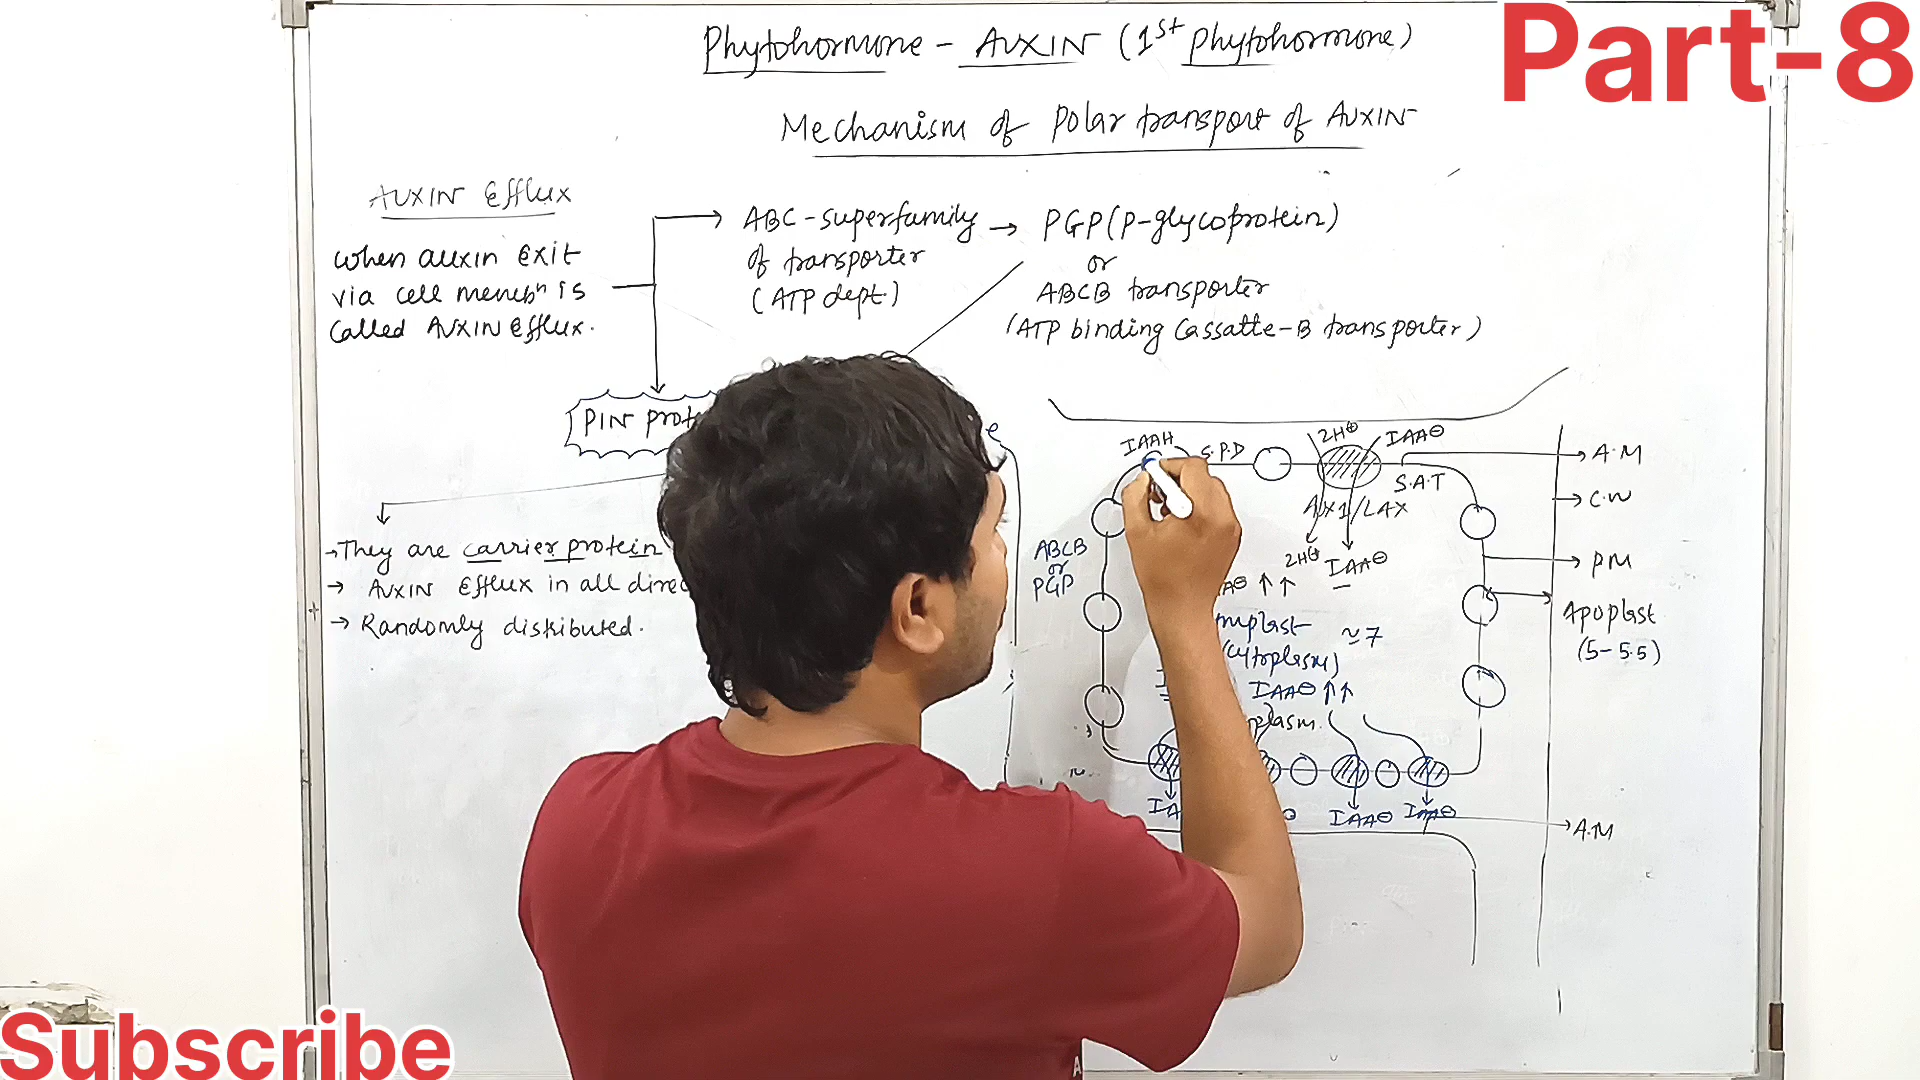 Part-8
Phytohormone - AUXIN (1st phytohormone)
Mechanism of Polar transport of AUXIN
AUXIN Efflux
when auxin exit
via cell membn is
called AUXIN Efflux.
ABC-superfamily
of transporter
(ATP dept.)
PGP (P-glycoprotein)
or
ABCB transporter
(ATP binding Cassatte-B transporter)
PIN
→ They are carrier protein
→ AUXIN Efflux in all
→ Randomly distributed.
IAAH
S.P.D
2H⊕
IAA⊖
S.A.T
AUX1/LAX
2H⊕
IAA⊖
ABCB
or
PGP
↑↑
≈7
(cytoplasm)
IAA⊖ ↑↑
IAA⊖
IAA⊖
A.M
C.W
PM
Apoplast
(5-5.5)
A.M
Subscribe